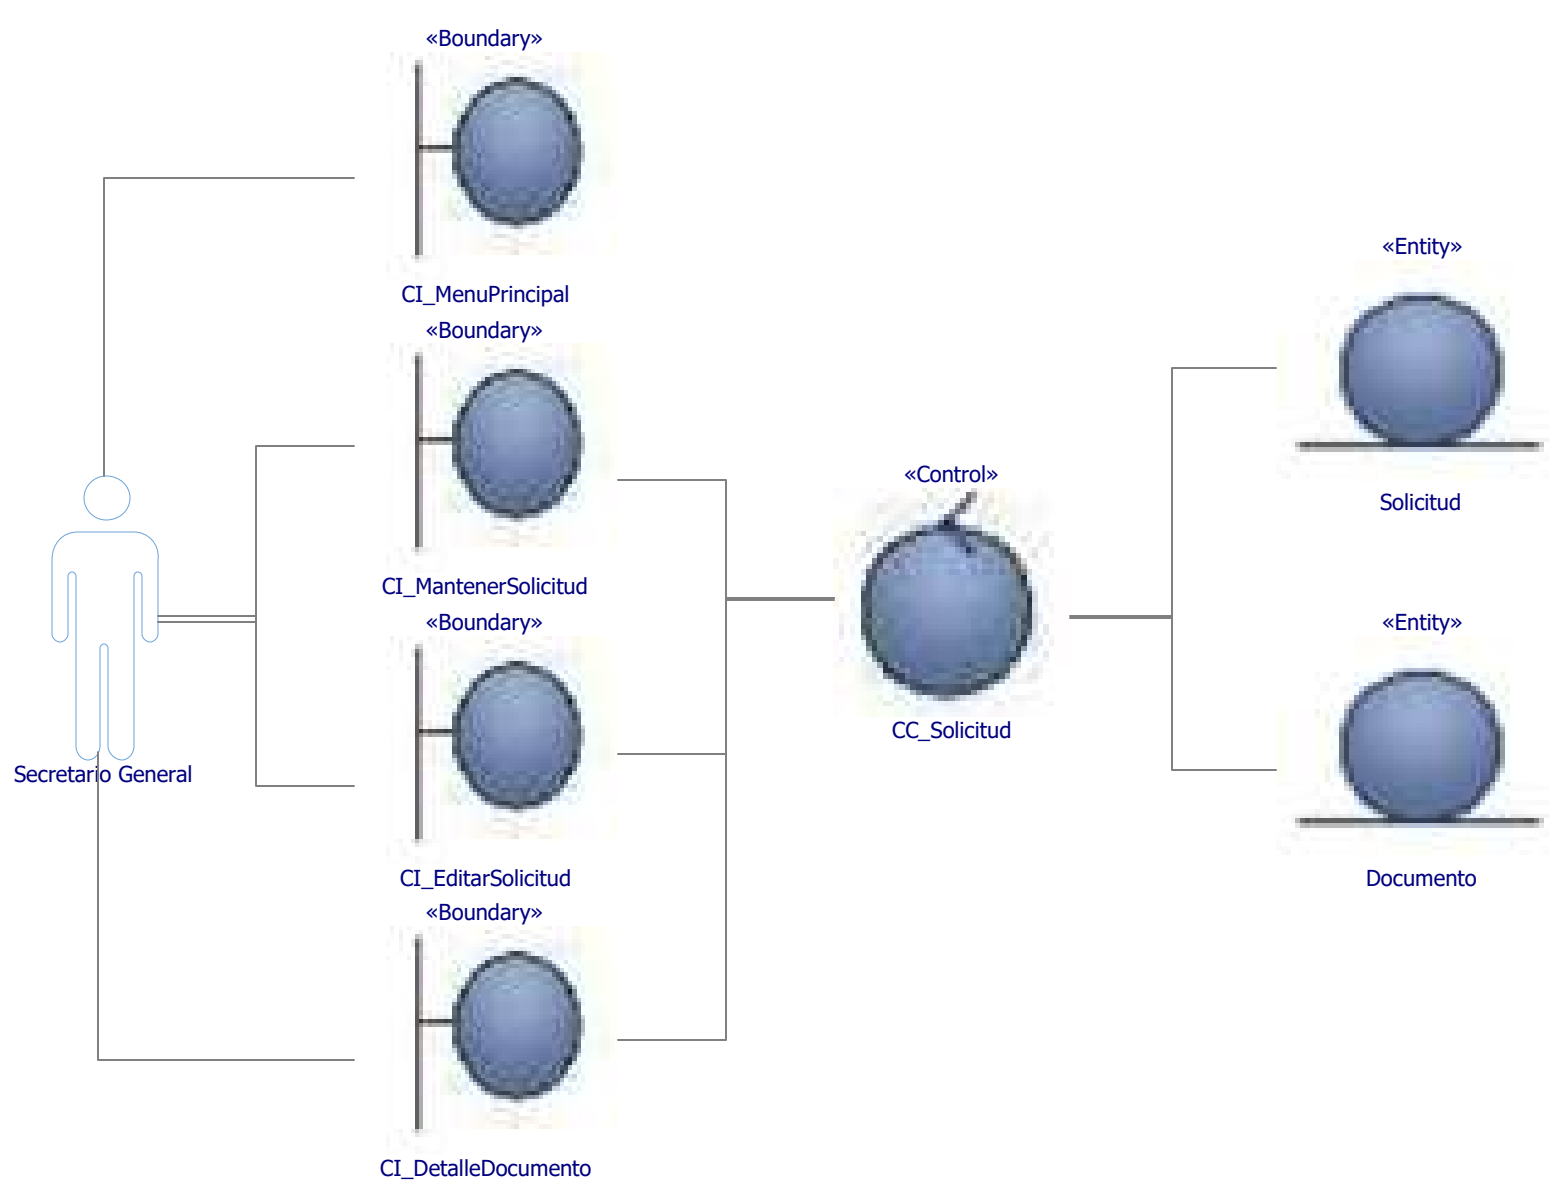 «Boundary»
CI_MenuPrincipal
«Boundary»
CI_MantenerSolicitud
«Boundary»
CI_EditarSolicitud
«Boundary»
CI_DetalleDocumento
Secretario General
«Control»
CC_Solicitud
«Entity»
Solicitud
«Entity»
Documento